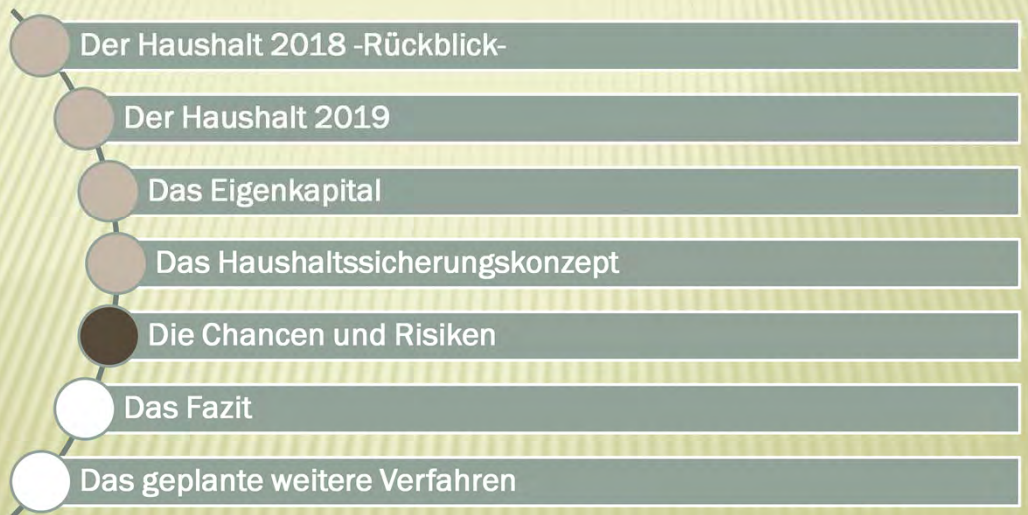 Der Haushalt 2018 -Rückblick-
Der Haushalt 2019
Das Eigenkapital
Das Haushaltssicherungskonzept
Die Chancen und Risiken
Das Fazit
Das geplante weitere Verfahren